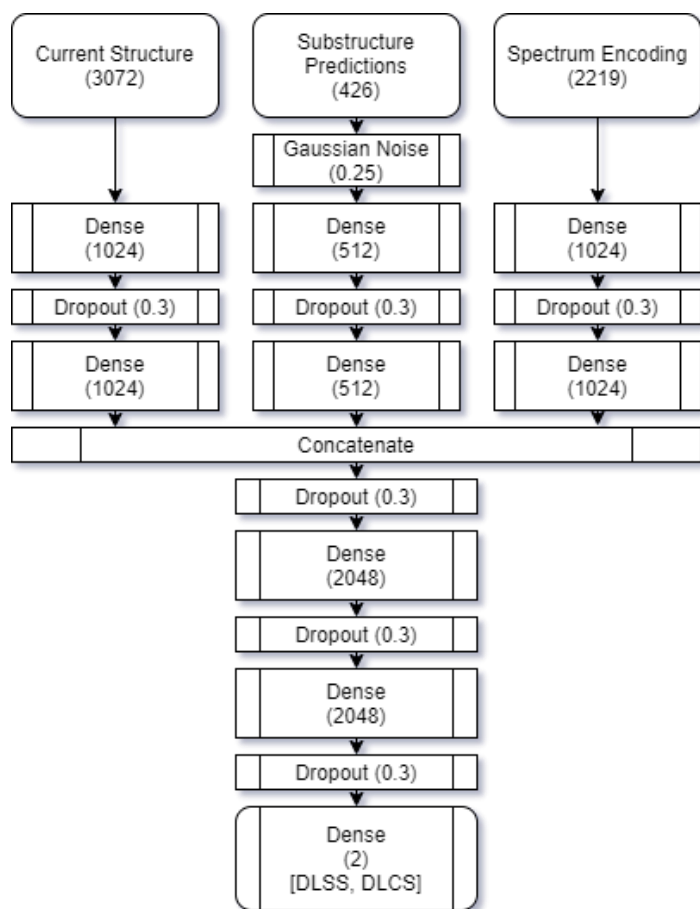 Current Structure
(3072)
Substructure
Predictions
(426)
Spectrum Encoding
(2219)
Gaussian Noise
(0.25)
Dense
(1024)
Dense
(512)
Dense
(1024)
Dropout (0.3)
Dropout (0.3)
Dropout (0.3)
Dense
(1024)
Dense
(512)
Dense
(1024)
Concatenate
Dropout (0.3)
Dense
(2048)
Dropout (0.3)
Dense
(2048)
Dropout (0.3)
Dense
(2)
[DLSS, DLCS]